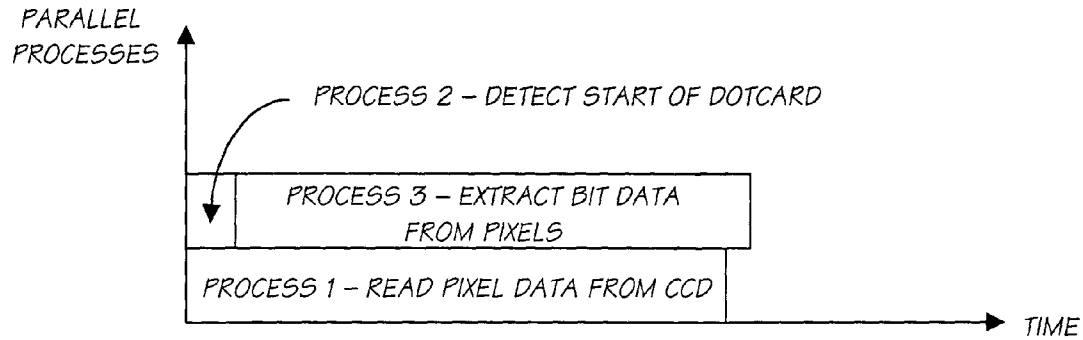 PARALLEL
PROCESSES
PROCESS 2 – DETECT START OF DOTCARD
PROCESS 3 – EXTRACT BIT DATA
FROM PIXELS
PROCESS 1 – READ PIXEL DATA FROM CCD
TIME